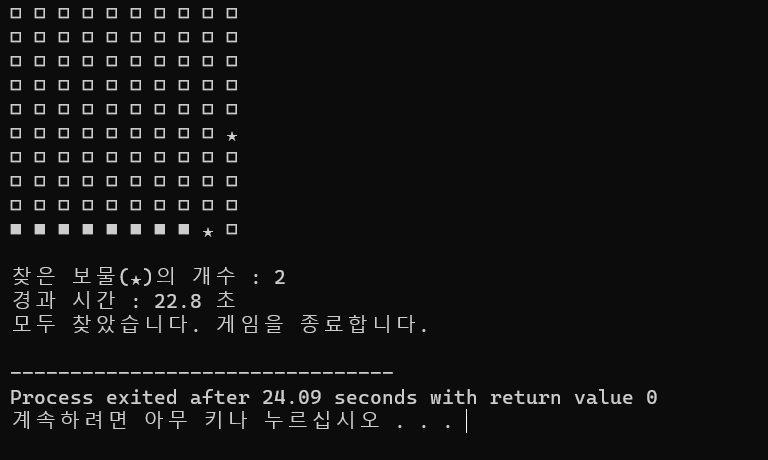 □ □ □ □ □ □ □ □ □ □
□ □ □ □ □ □ □ □ □ □
□ □ □ □ □ □ □ □ □ □
□ □ □ □ □ □ □ □ □ □
□ □ □ □ □ □ □ □ □ □
□ □ □ □ □ □ □ □ □ ★
□ □ □ □ □ □ □ □ □ □
□ □ □ □ □ □ □ □ □ □
□ □ □ □ □ □ □ □ □ □
■ ■ ■ ■ ■ ■ ■ ■ ★ □
찾은 보물(★)의 개수 : 2
경과 시간 : 22.8 초
모두 찾았습니다. 게임을 종료합니다.
--------------------------------
Process exited after 24.09 seconds with return value 0
계속하려면 아무 키나 누르십시오 . . .